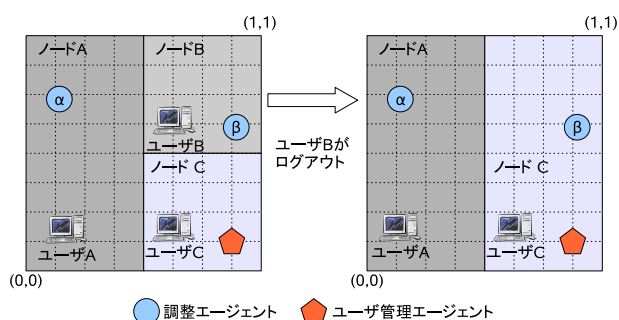 (1,1)
(1,1)
ノードA
ノードB
ノードA
α
β
α
β
ユーザB
ノード C
ユーザBが
ログアウト
ノード C
ユーザA
ユーザC
ユーザA
ユーザC
(0,0)
(0,0)
調整エージェント
ユーザ管理エージェント